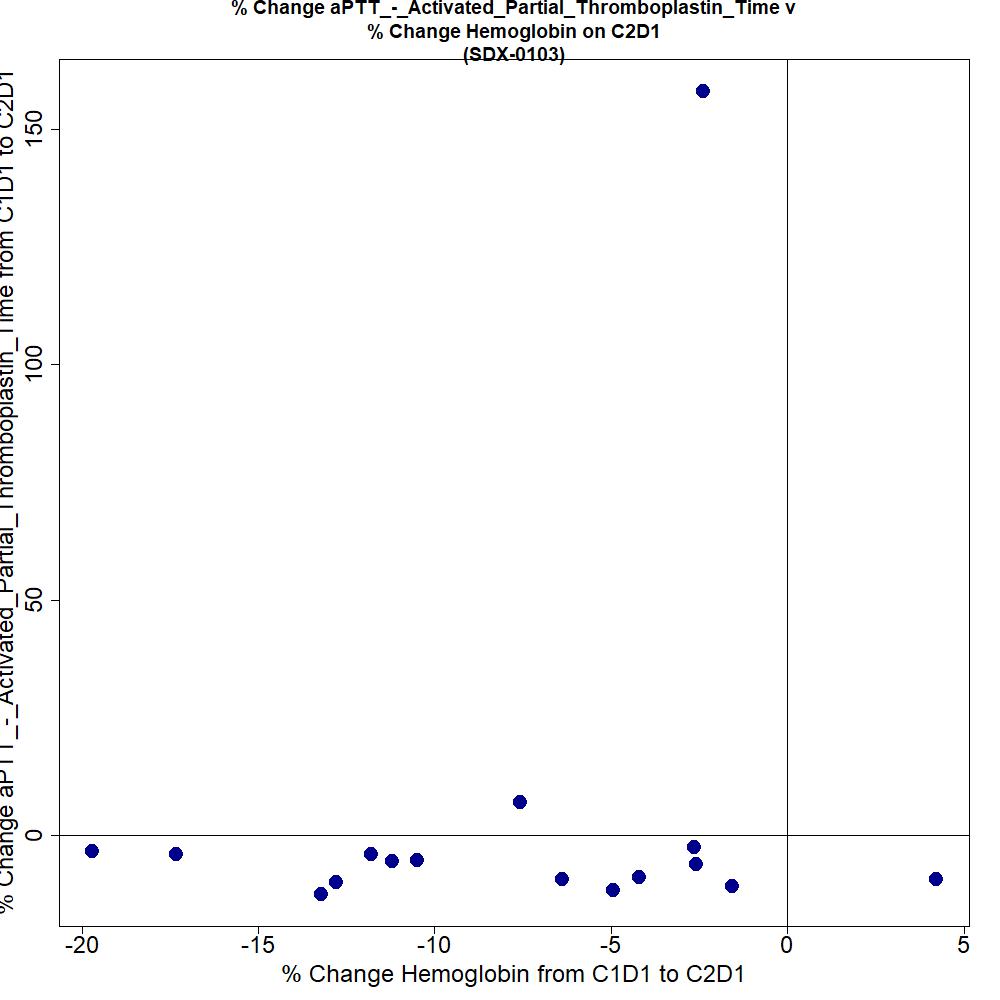 % Change aPTT_-_Activated_Partial_Thromboplastin_Time v
% Change Hemoglobin on C2D1
(SDX-0103)
% Change aPTT_-_Activated_Partial_Thromboplastin_Time from C1D1 to C2D1
150
100
50
0
-20
-15
-10
-5
0
5
% Change Hemoglobin from C1D1 to C2D1